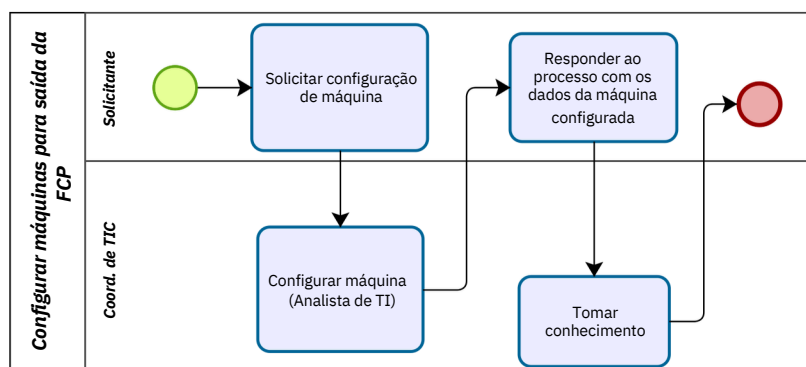 Configurar máquinas para saída da
FCP
Solicitante
Solicitar configuração
de máquina
Responder ao
processo com os
dados da máquina
configurada
Coord. de TIC
Configurar máquina
(Analista de TI)
Tomar
conhecimento